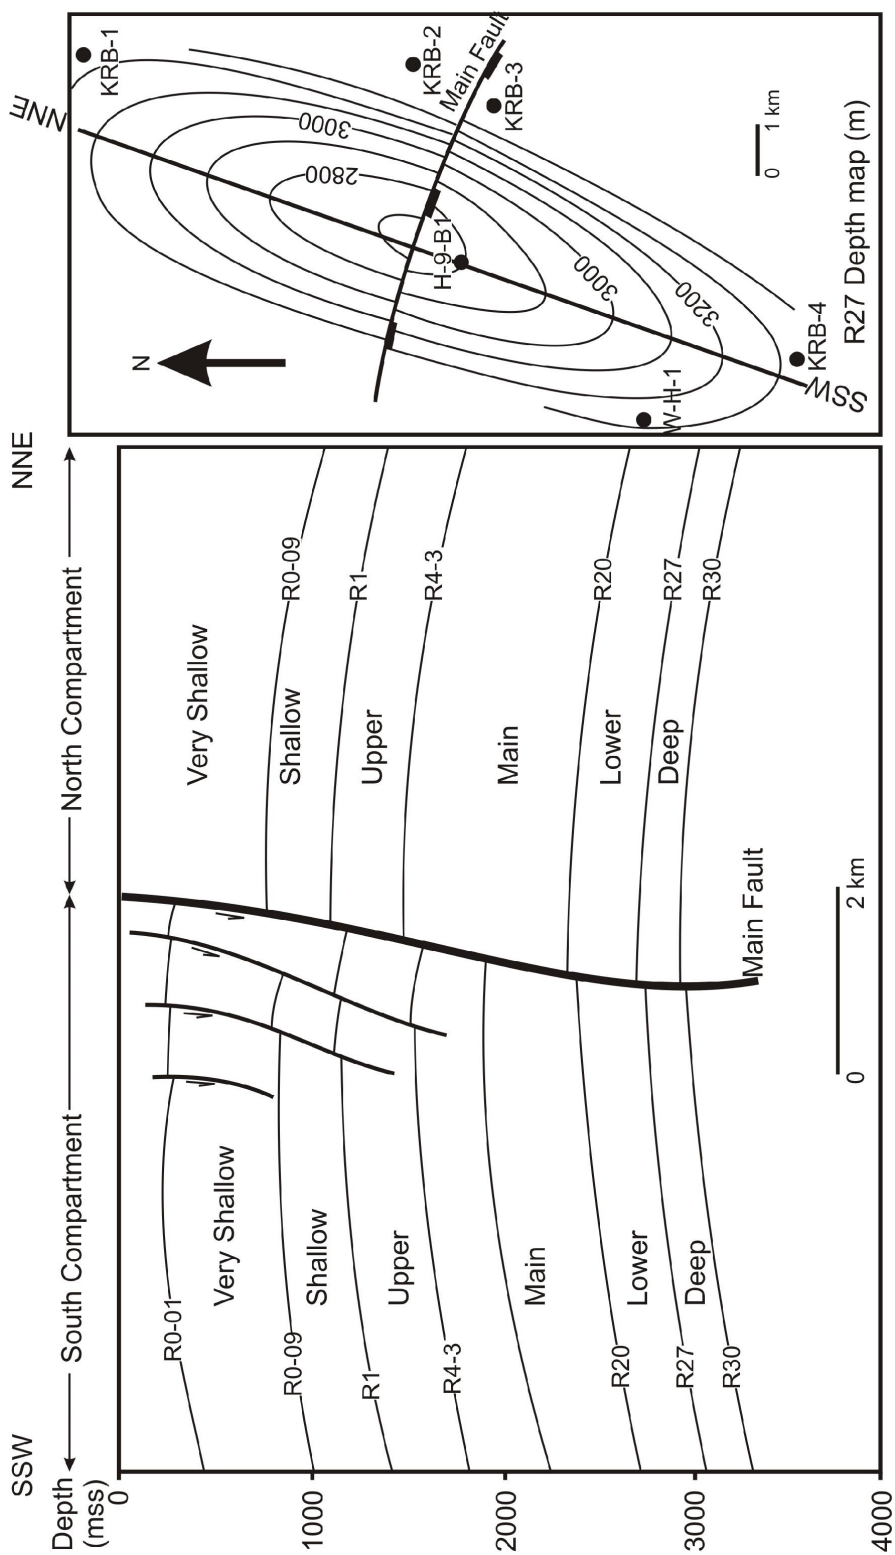 SSW
South Compartment
North Compartment
NNE
Depth
(mss)
0
1000
2000
3000
4000
R0-01
Very Shallow
Very Shallow
R0-09
R0-09
Shallow
Shallow
R1
R1
Upper
Upper
R4-3
R4-3
Main
Main
R20
R20
Lower
Lower
R27
R27
Deep
Deep
R30
R30
Main Fault
0
2 km
NNE
KRB-1
KRB-2
Main Fault
KRB-3
N
3000
2800
H-9-B1
3000
3200
W-H-1
KRB-4
SSW
0
1 km
R27 Depth map (m)